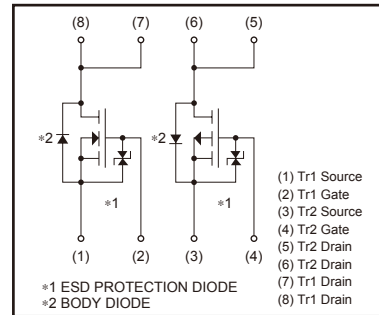 (8) (7) (6) (5)
∗2 ∗2
∗1 ∗1
(1) (2) (3) (4)
(1) Tr1 Source
(2) Tr1 Gate
(3) Tr2 Source
(4) Tr2 Gate
(5) Tr2 Drain
(6) Tr2 Drain
(7) Tr1 Drain
(8) Tr1 Drain
∗1 ESD PROTECTION DIODE
∗2 BODY DIODE